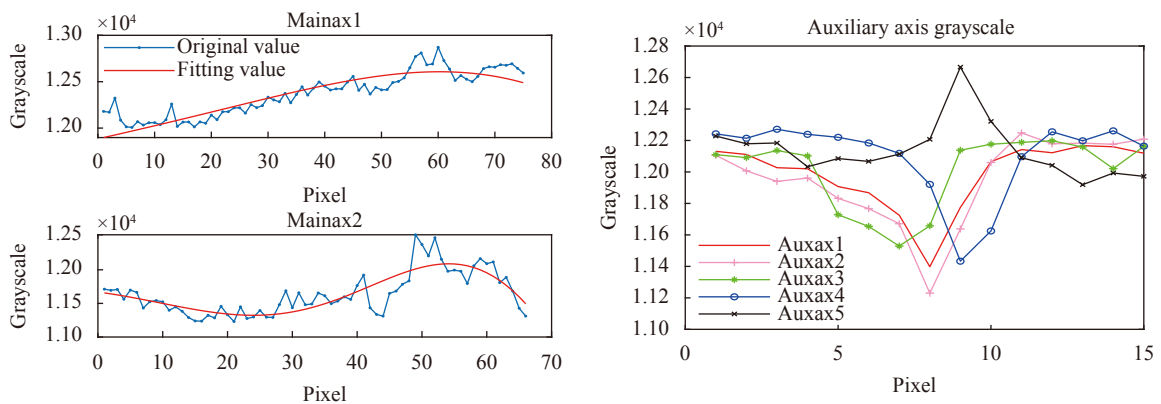 Mainax1
×10⁴
1.30
1.25
1.20
Grayscale
Original value
Fitting value
0 10 20 30 40 50 60 70 80
Pixel
Mainax2
×10⁴
1.25
1.20
1.15
1.10
Grayscale
0 10 20 30 40 50 60 70
Pixel
Auxiliary axis grayscale
×10⁴
1.28
1.26
1.24
1.22
1.20
1.18
1.16
1.14
1.12
1.10
Grayscale
Auxax1
Auxax2
Auxax3
Auxax4
Auxax5
0 5 10 15
Pixel